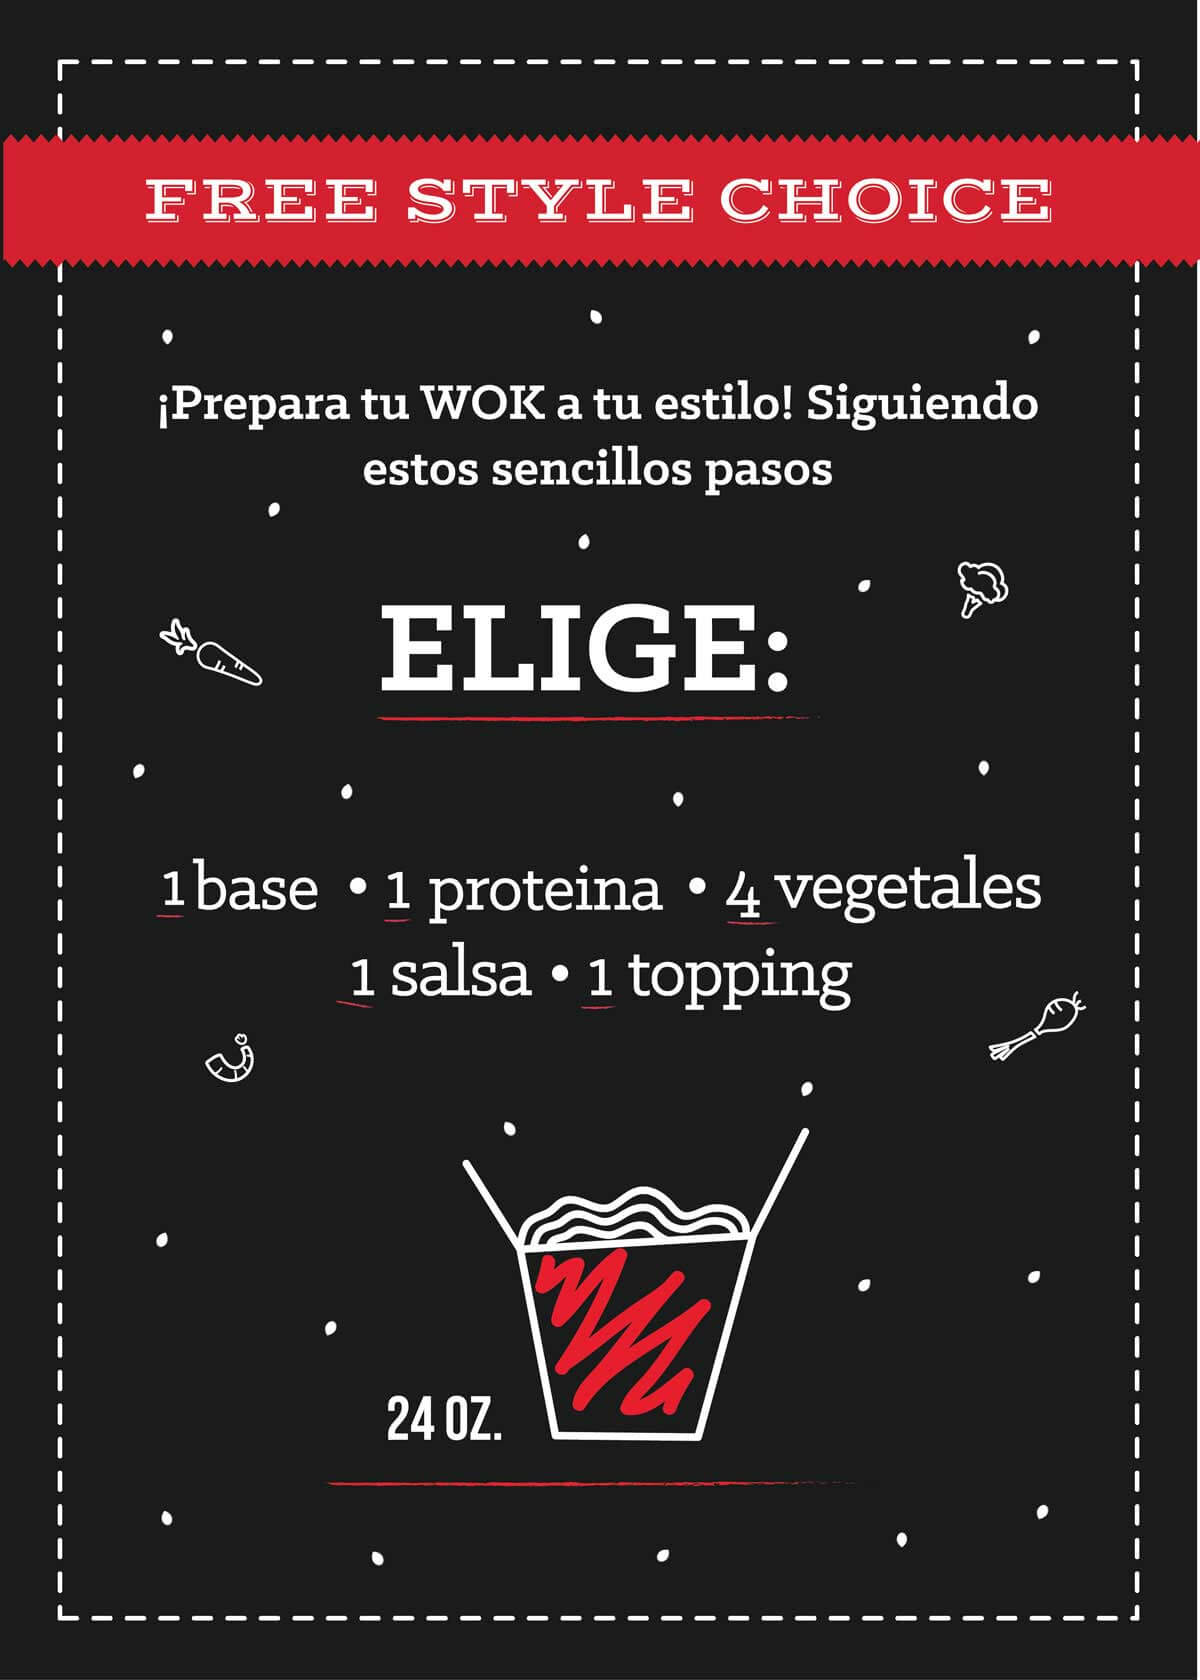 FREE STYLE CHOICE
¡Prepara tu WOK a tu estilo! Siguiendo
estos sencillos pasos
ELIGE:
1 base • 1 proteina • 4 vegetales
1 salsa • 1 topping
24 OZ.